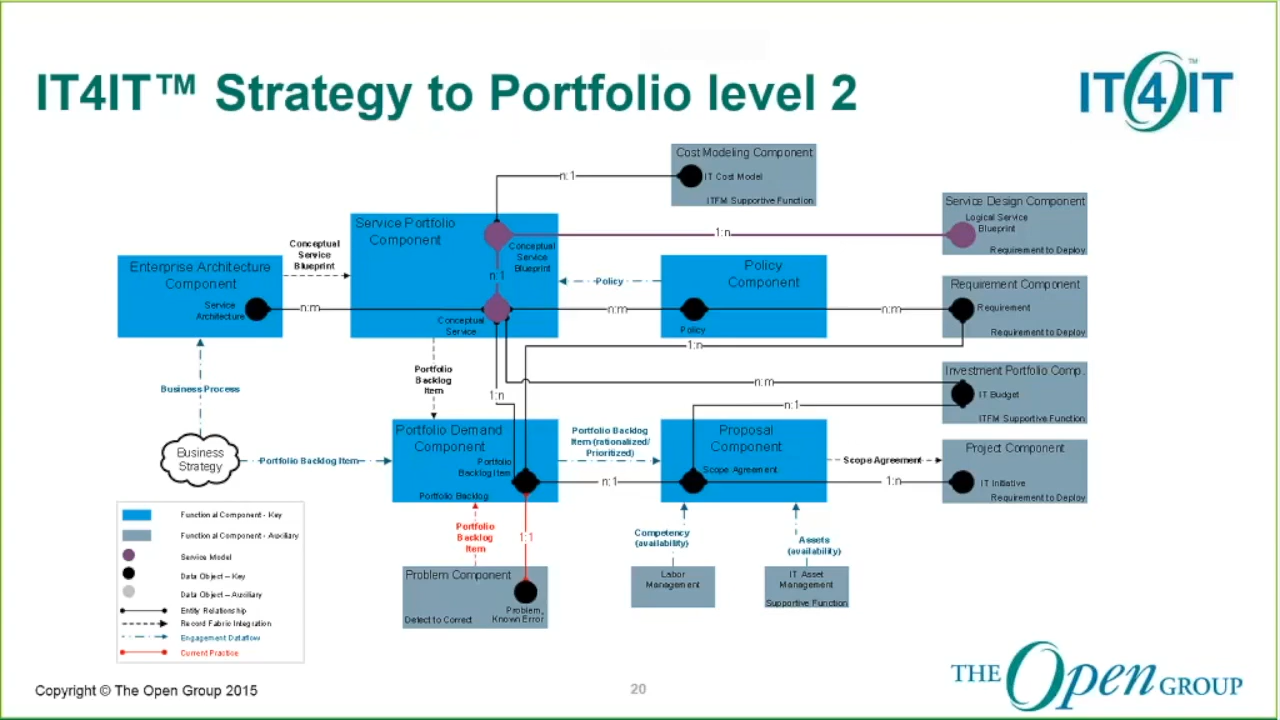 IT4IT™ Strategy to Portfolio level 2
IT4IT™
Cost Modeling Component
IT Cost Model
ITFM Supportive Function
n:1
Service Portfolio
Component
Conceptual
Service
Blueprint
n:1
Conceptual
Service
1:n
Service Design Component
Logical Service
Blueprint
Requirement to Deploy
Conceptual
Service
Blueprint
Enterprise Architecture
Component
Service
Architecture
n:m
Policy
Policy
Component
n:m
Policy
n:m
Requirement Component
Requirement
Requirement to Deploy
1:n
Portfolio
Backlog
Item
1:n
n:m
Investment Portfolio Comp.
IT Budget
ITFM Supportive Function
n:1
Business Process
Business
Strategy
Portfolio Backlog Item
Portfolio Demand
Component
Portfolio
Backlog Item
Portfolio Backlog
Portfolio Backlog
Item (rationalized/
Prioritized)
n:1
Proposal
Component
Scope Agreement
Scope Agreement
1:n
Project Component
IT Initiative
Requirement to Deploy
Portfolio
Backlog
Item
1:1
Competency
(availability)
Assets
(availability)
Problem Component
Problem,
Known Error
Defect to Correct
Labor
Management
IT Asset
Management
Supportive Function
Functional Component - Key
Functional Component - Auxiliary
Service Model
Data Object – Key
Data Object – Auxiliary
Entity Relationship
Record Fabric Integration
Engagement Dataflow
Current Practice
Copyright © The Open Group 2015
20
THE Open GROUP